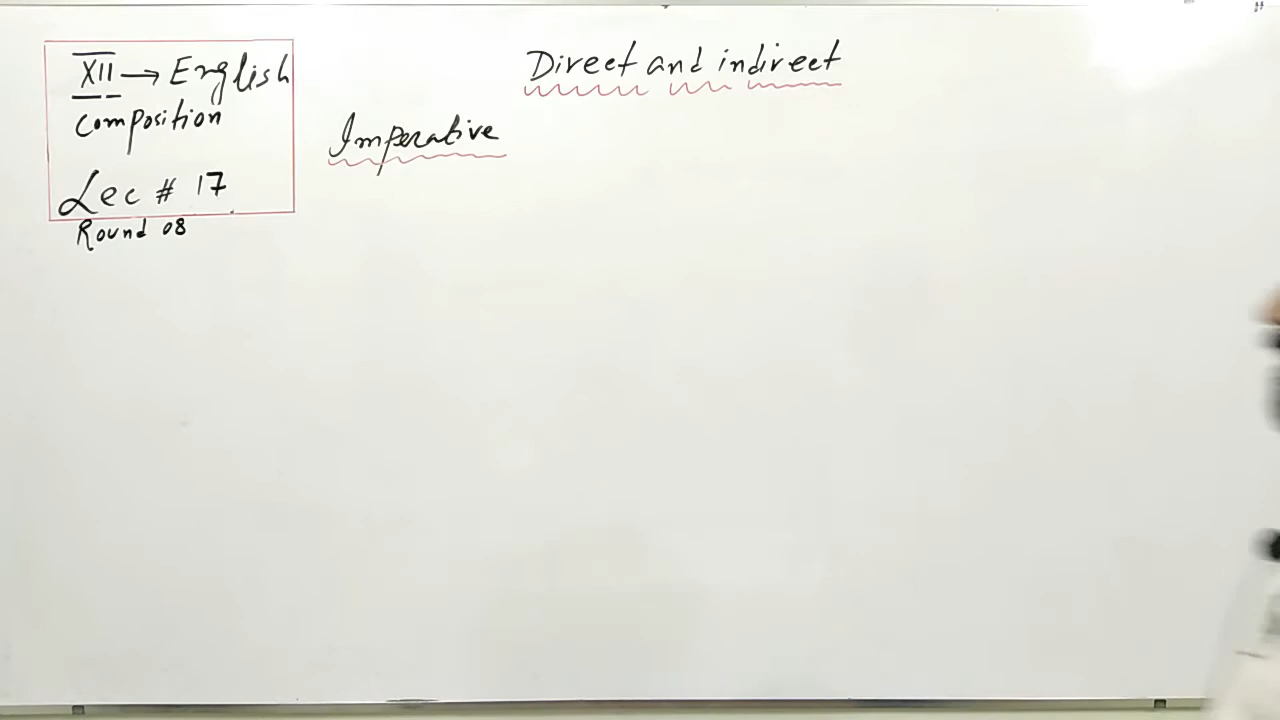 XII → English
composition
Lec # 17
Round 08
Direct and indirect
Imperative